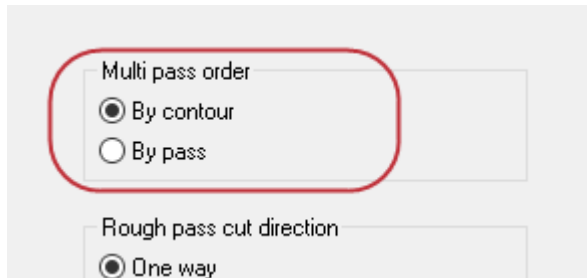 Multi pass order
By contour
By pass
Rough pass cut direction
One way